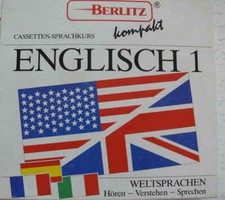 BERLITZ
kompakt
CASSETTEN-SPRACHKURS
ENGLISCH 1
WELTSPRACHEN
Hören – Verstehen – Sprechen